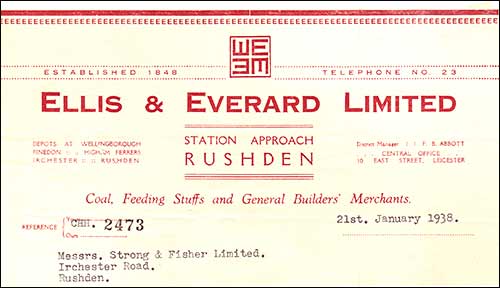 WE
EM
ESTABLISHED 1848
TELEPHONE NO. 23
ELLIS & EVERARD LIMITED
DEPOTS AT WELLINGBOROUGH
FINEDON :: HIGHAM FERRERS
IRCHESTER :: RUSHDEN
STATION APPROACH
RUSHDEN
District Manager : F. B. ABBOTT
CENTRAL OFFICE
10 EAST STREET, LEICESTER
Coal, Feeding Stuffs and General Builders' Merchants.
REFERENCE
CHH. 2473
21st. January 1938.
Messrs. Strong & Fisher Limited.
Irchester Road.
Rushden.